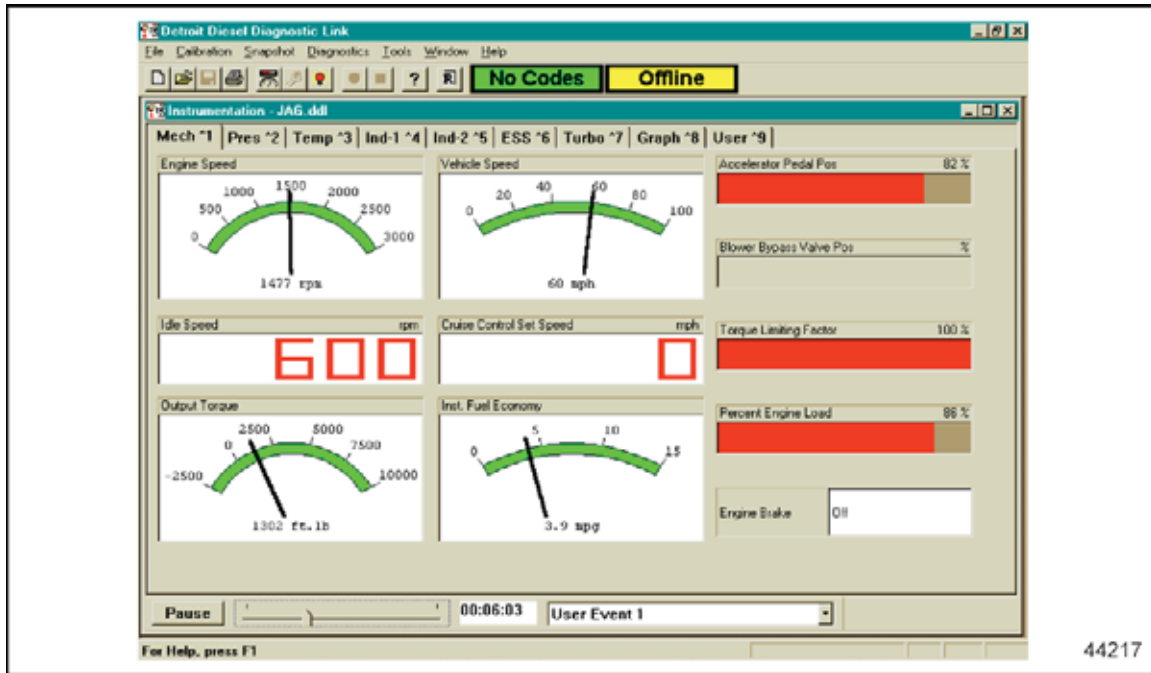 Detroit Diesel Diagnostic Link
File Calibration Snapshot Diagnostics Tools Window Help
? No Codes Offline
Instrumentation - JAG.ddl
Mech ^1 Pres ^2 Temp ^3 Ind-1 ^4 Ind-2 ^5 ESS ^6 Turbo ^7 Graph ^8 User ^9
Engine Speed
0 500 1000 1500 2000 2500 3000
1477 rpm
Vehicle Speed
0 20 40 60 80 100
60 mph
Accelerator Pedal Pos 82 %
Blower Bypass Valve Pos %
Idle Speed rpm
600
Cruise Control Set Speed mph
0
Torque Limiting Factor 100 %
Output Torque
-2500 0 2500 5000 7500 10000
1302 ft.lb
Inst. Fuel Economy
0 5 10 15
3.9 mpg
Percent Engine Load 86 %
Engine Brake Off
Pause 00:06:03 User Event 1
For Help, press F1
44217